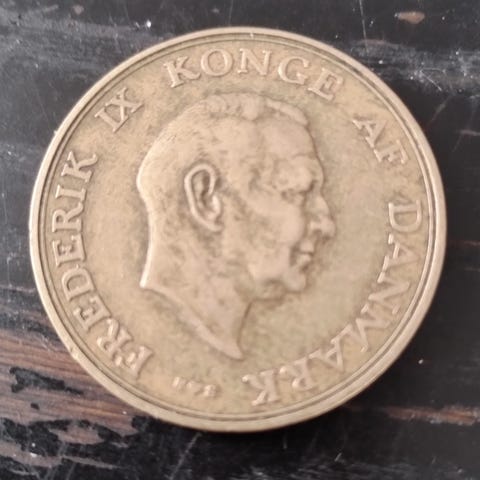 FREDERIK IX KONGE AF DANMARK